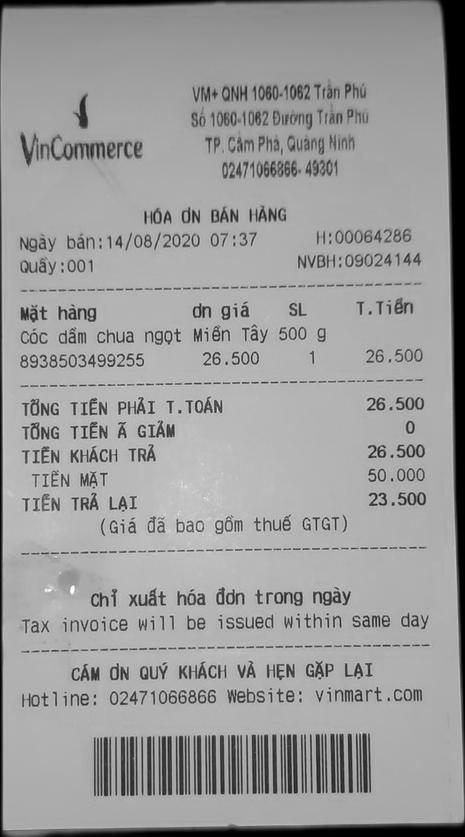 VM+ QNH 1060-1062 Trần Phú
Số 1060-1062 Đường Trần Phú
VinCommerce
TP. Cẩm Phả, Quảng Ninh
02471066866- 49301
HÓA ƠN BÁN HÀNG
Ngày bán:14/08/2020 07:37 H:00064286
Quầy:001 NVBH:09024144
Mặt hàng ơn giá SL T.Tiền
Cóc dầm chua ngọt Miền Tây 500 g
8938503499255 26.500 1 26.500
TỔNG TIỀN PHẢI T.TOÁN 26.500
TỔNG TIỀN Ã GIẢM 0
TIỀN KHÁCH TRẢ 26.500
TIỀN MẶT 50.000
TIỀN TRẢ LẠI 23.500
(Giá đã bao gồm thuế GTGT)
Chỉ xuất hóa đơn trong ngày
Tax invoice will be issued within same day
CÁM ƠN QUÝ KHÁCH VÀ HẸN GẶP LẠI
Hotline: 02471066866 Website: vinmart.com